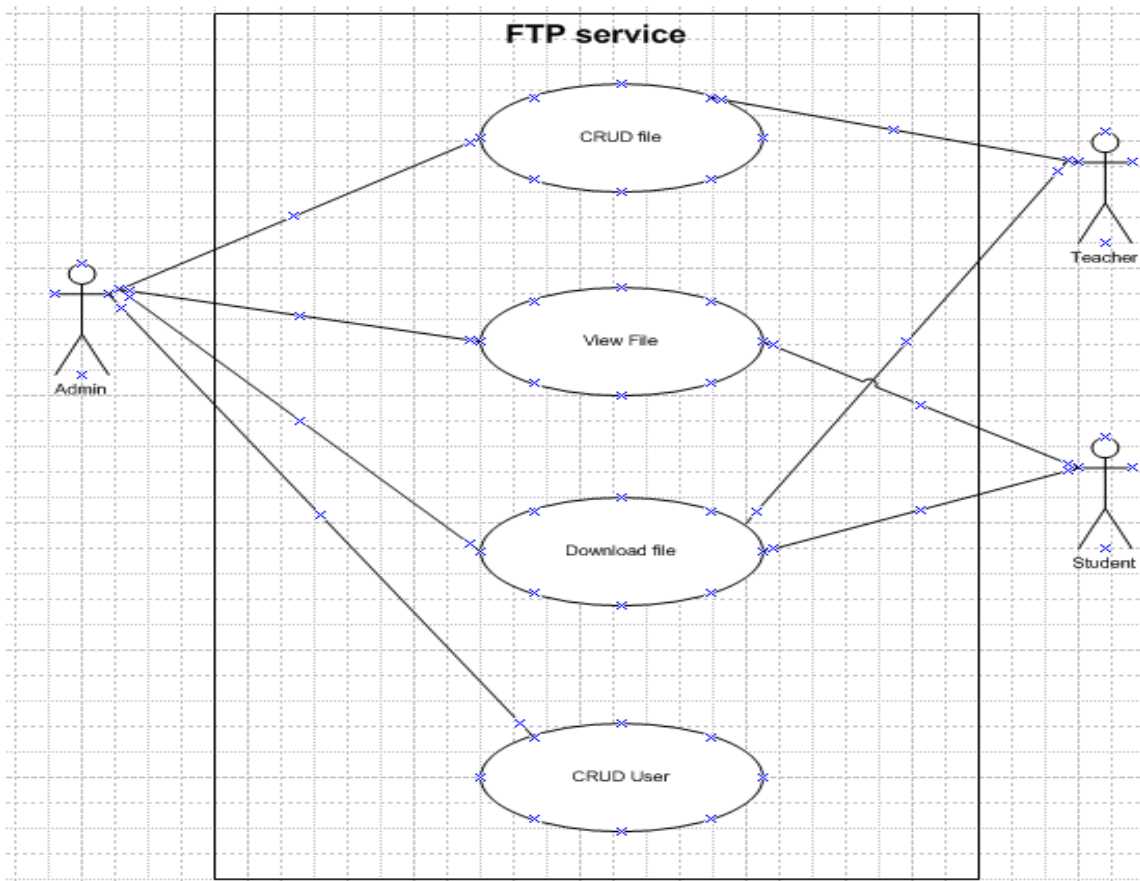 FTP service
CRUD file
Teacher
View File
Admin
Download file
Student
CRUD User